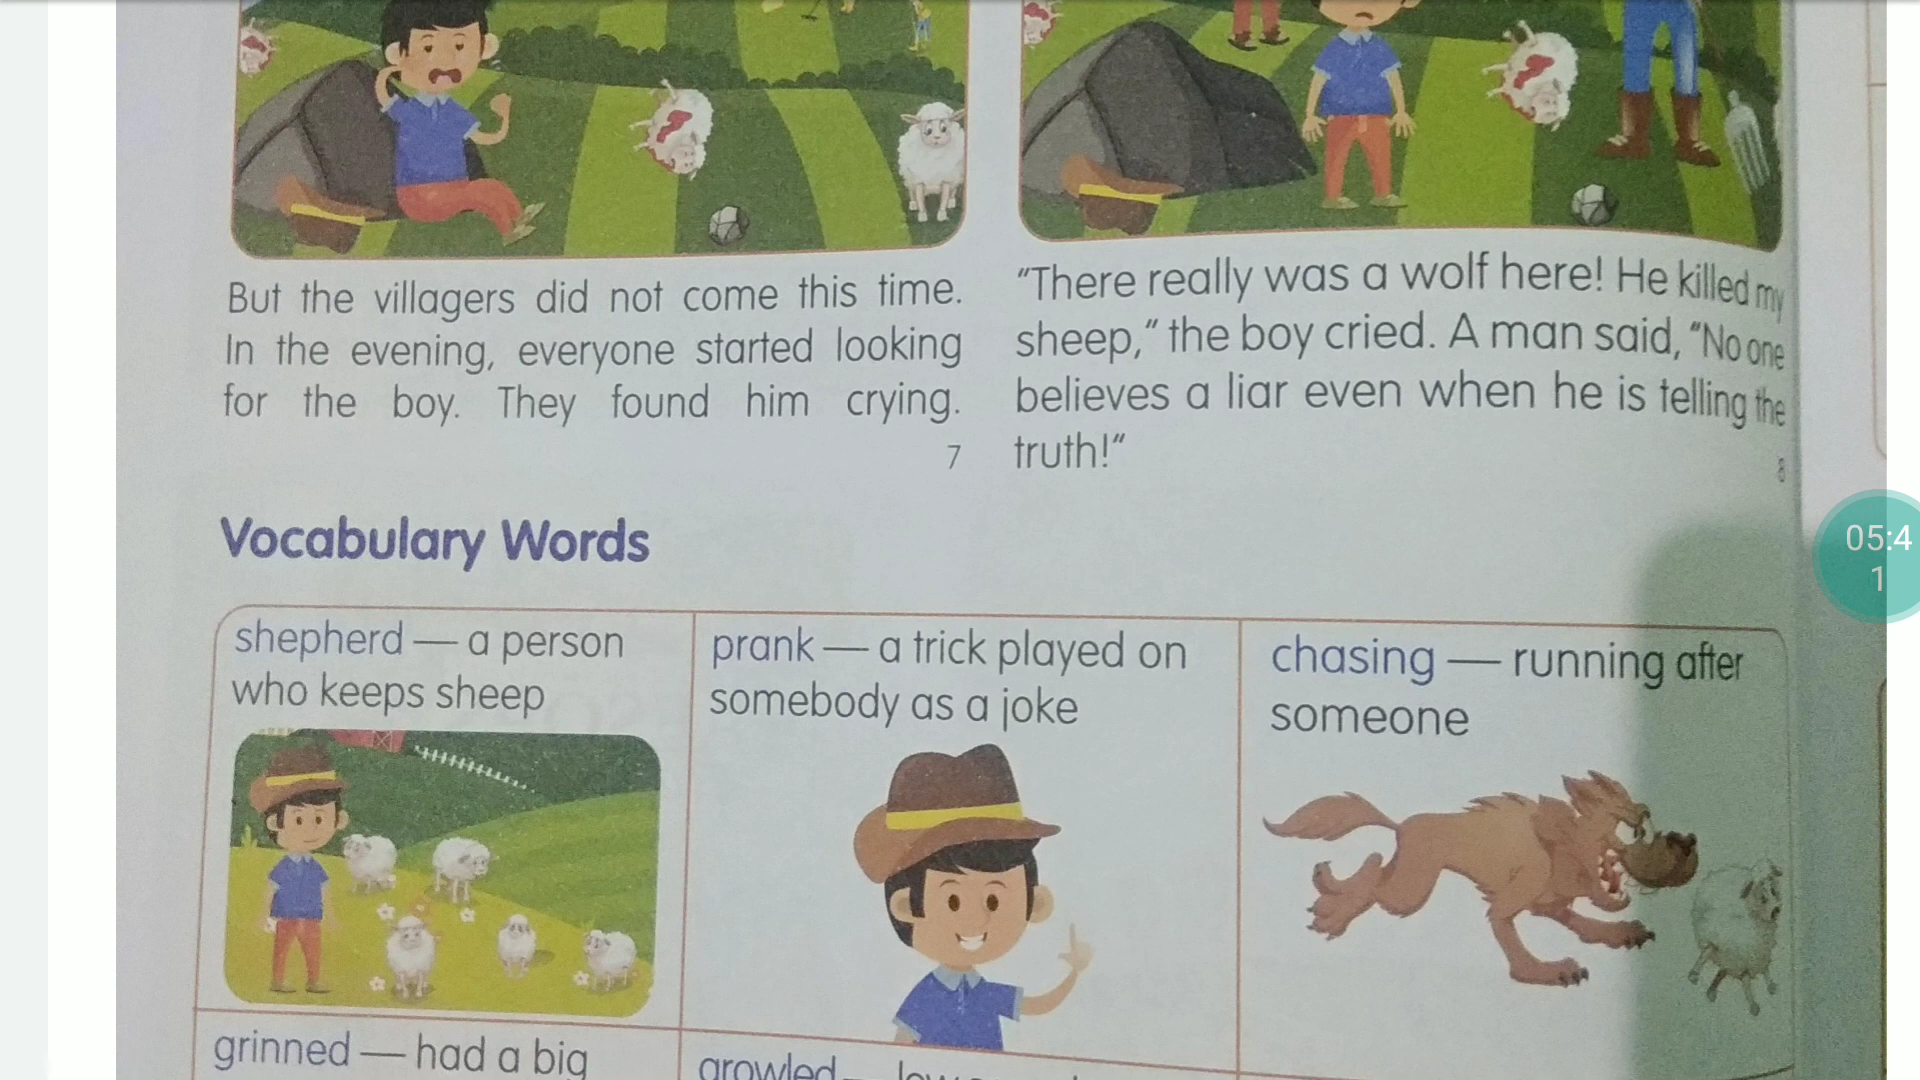 But the villagers did not come this time.
In the evening, everyone started looking
for the boy. They found him crying.
7
"There really was a wolf here! He killed my
sheep," the boy cried. A man said, "No one
believes a liar even when he is telling the
truth!"
8
Vocabulary Words
shepherd — a person
who keeps sheep
prank — a trick played on
somebody as a joke
chasing — running after
someone
05:4
1
grinned — had a big
growled —